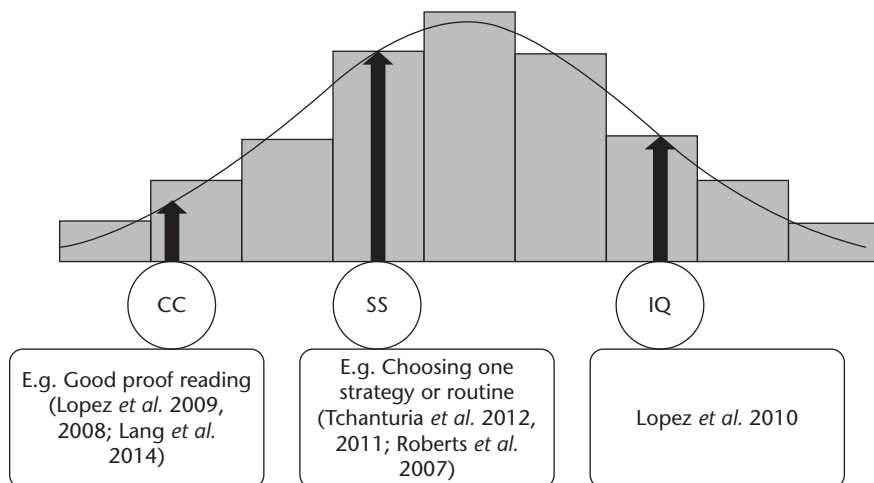 CC
SS
IQ
E.g. Good proof reading
(Lopez et al. 2009,
2008; Lang et al.
2014)
E.g. Choosing one
strategy or routine
(Tchanturia et al. 2012,
2011; Roberts et al.
2007)
Lopez et al. 2010